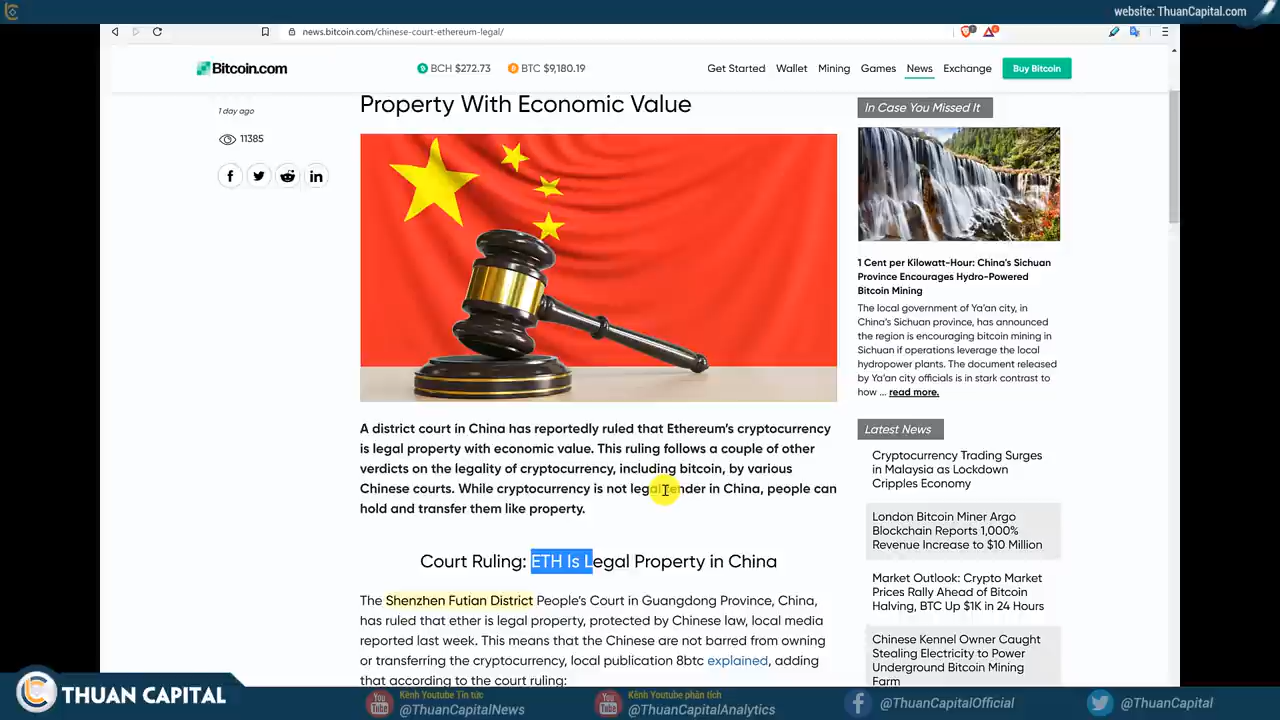 website: ThuanCapital.com
news.bitcoin.com/chinese-court-ethereum-legal/
Bitcoin.com
BCH $272.73
BTC $9,180.19
Get Started
Wallet
Mining
Games
News
Exchange
Buy Bitcoin
1 day ago
11385
Property With Economic Value
A district court in China has reportedly ruled that Ethereum's cryptocurrency
is legal property with economic value. This ruling follows a couple of other
verdicts on the legality of cryptocurrency, including bitcoin, by various
Chinese courts. While cryptocurrency is not legal tender in China, people can
hold and transfer them like property.
Court Ruling: ETH Is Legal Property in China
The Shenzhen Futian District People's Court in Guangdong Province, China,
has ruled that ether is legal property, protected by Chinese law, local media
reported last week. This means that the Chinese are not barred from owning
or transferring the cryptocurrency, local publication 8btc explained, adding
that according to the court ruling:
In Case You Missed It
1 Cent per Kilowatt-Hour: China's Sichuan
Province Encourages Hydro-Powered
Bitcoin Mining
The local government of Ya'an city, in
China's Sichuan province, has announced
the region is encouraging bitcoin mining in
Sichuan if operations leverage the local
hydropower plants. The document released
by Ya'an city officials is in stark contrast to
how ... read more.
Latest News
Cryptocurrency Trading Surges
in Malaysia as Lockdown
Cripples Economy
London Bitcoin Miner Argo
Blockchain Reports 1,000%
Revenue Increase to $10 Million
Market Outlook: Crypto Market
Prices Rally Ahead of Bitcoin
Halving, BTC Up $1K in 24 Hours
Chinese Kennel Owner Caught
Stealing Electricity to Power
Underground Bitcoin Mining
Farm
THUAN CAPITAL
You
Tube
Kênh Youtube Tin tức
@ThuanCapitalNews
You
Tube
Kênh Youtube phân tích
@ThuanCapitalAnalytics
@ThuanCapitalOfficial
@ThuanCapital